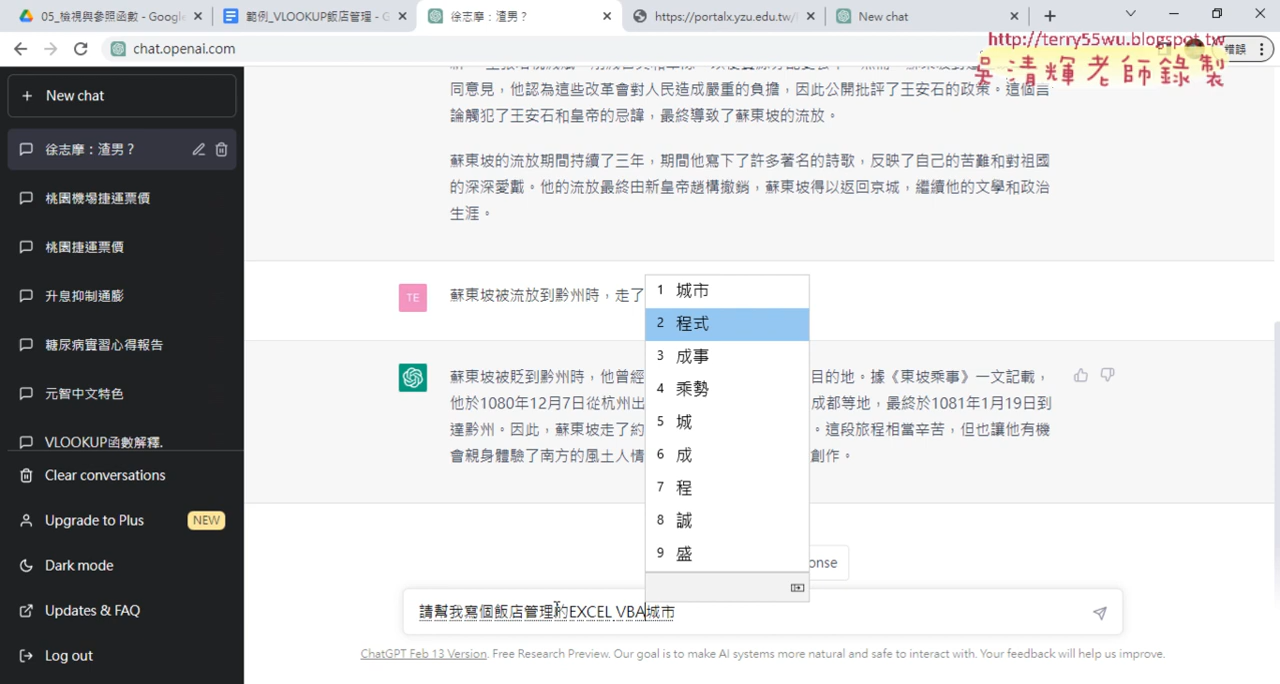 05_檢視與參照函數 - Google
範例_VLOOKUP飯店管理 - G
徐志摩：渣男？
https://portalx.yzu.edu.tw/
New chat
chat.openai.com
http://terry55wu.blogspot.tw
吳清輝老師錄製
錯誤
+ New chat
徐志摩：渣男？
桃園機場捷運票價
桃園捷運票價
升息抑制通膨
糖尿病實習心得報告
元智中文特色
VLOOKUP函數解釋.
Clear conversations
Upgrade to Plus NEW
Dark mode
Updates & FAQ
Log out
同意見，他認為這些改革會對人民造成嚴重的負擔，因此公開批評了王安石的政策。這個言
論觸犯了王安石和皇帝的忌諱，最終導致了蘇東坡的流放。
蘇東坡的流放期間持續了三年，期間他寫下了許多著名的詩歌，反映了自己的苦難和對祖國
的深深愛戴。他的流放最終由新皇帝趙構撤銷，蘇東坡得以返回京城，繼續他的文學和政治
生涯。
TE
蘇東坡被流放到黔州時，走了
蘇東坡被貶到黔州時，他曾經 目的地。據《東坡乘事》一文記載，
他於1080年12月7日從杭州出 成都等地，最終於1081年1月19日到
達黔州。因此，蘇東坡走了約 。這段旅程相當辛苦，但也讓他有機
會親身體驗了南方的風土人情 創作。
1 城市
2 程式
3 成事
4 乘勢
5 城
6 成
7 程
8 誠
9 盛
onse
請幫我寫個飯店管理的EXCEL VBA城市
ChatGPT Feb 13 Version. Free Research Preview. Our goal is to make AI systems more natural and safe to interact with. Your feedback will help us improve.